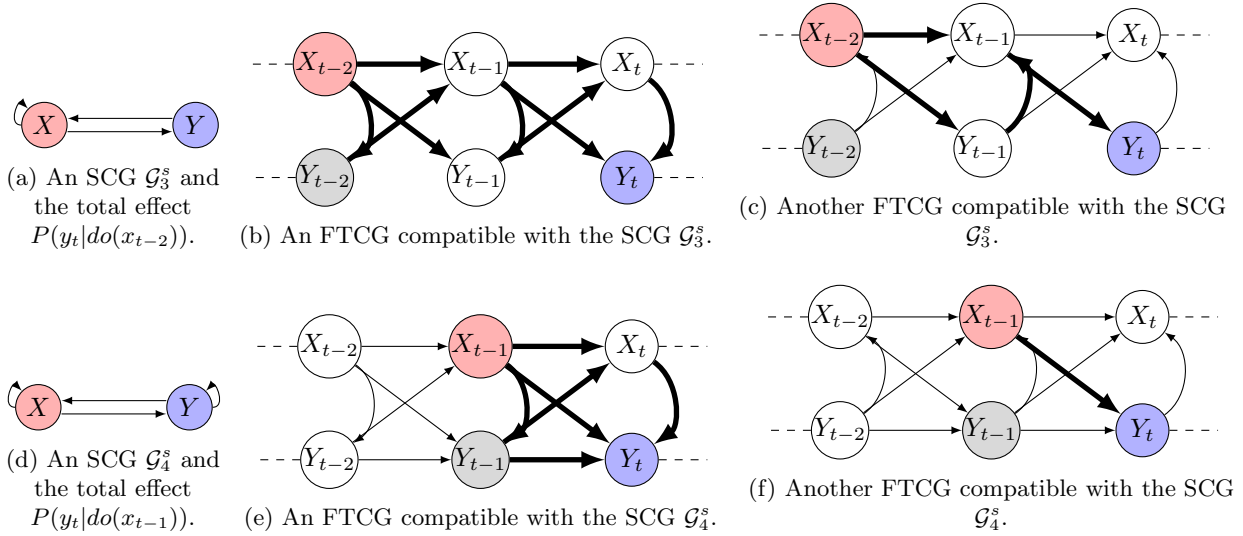 X
Y
(a) An SCG 𝒢₃ˢ and
the total effect
P(y_t|do(x_{t−2})).
X_{t−2}
X_{t−1}
X_t
Y_{t−2}
Y_{t−1}
Y_t
(b) An FTCG compatible with the SCG 𝒢₃ˢ.
X_{t−2}
X_{t−1}
X_t
Y_{t−2}
Y_{t−1}
Y_t
(c) Another FTCG compatible with the SCG
𝒢₃ˢ.
X
Y
(d) An SCG 𝒢₄ˢ and
the total effect
P(y_t|do(x_{t−1})).
X_{t−2}
X_{t−1}
X_t
Y_{t−2}
Y_{t−1}
Y_t
(e) An FTCG compatible with the SCG 𝒢₄ˢ.
X_{t−2}
X_{t−1}
X_t
Y_{t−2}
Y_{t−1}
Y_t
(f) Another FTCG compatible with the SCG
𝒢₄ˢ.